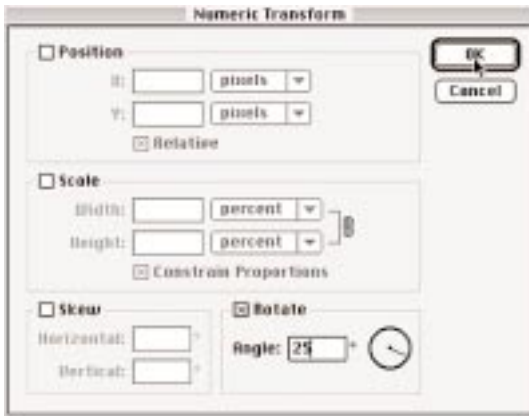 Numeric Transform
Position
X: pixels
Y: pixels
Relative
OK
Cancel
Scale
Width: percent
Height: percent
Constrain Proportions
Skew
Horizontal: °
Vertical: °
Rotate
Angle: 25 °